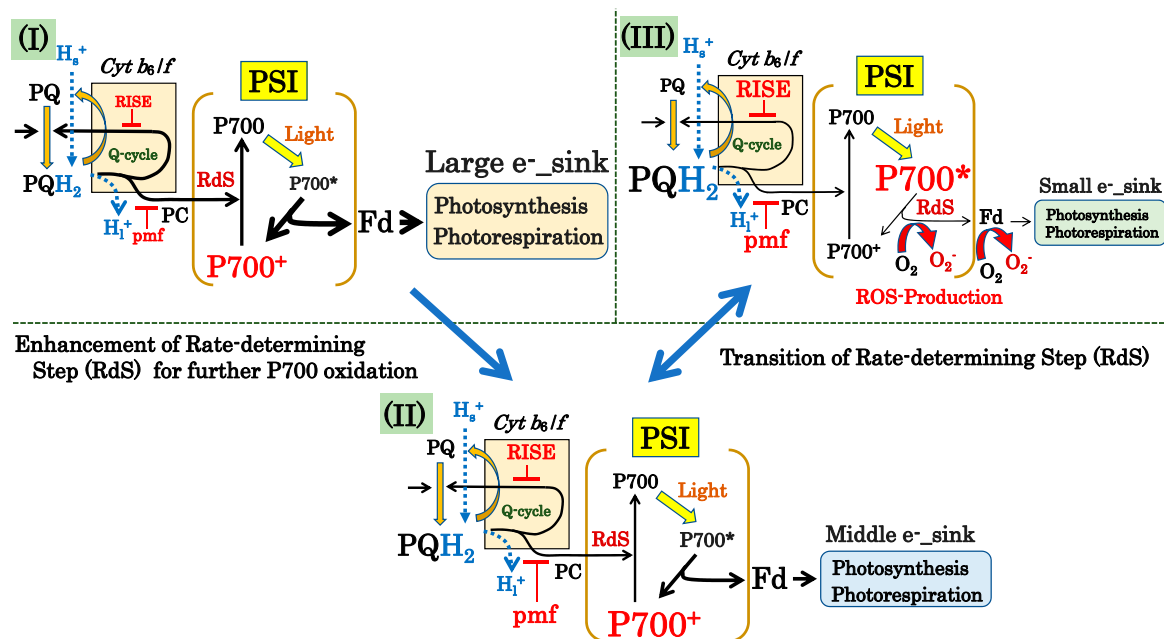 (I)
Hs+
Cyt b6/f
PSI
PQ
RISE
P700
Light
Q-cycle
P700*
PQH2
RdS
Large e-_sink
PC
Hl+
pmf
Fd
Photosynthesis
Photorespiration
P700+
(III)
Hs+
Cyt b6/f
PSI
PQ
RISE
P700
Light
Q-cycle
P700*
PQH2
Small e-_sink
RdS
PC
Hl+
pmf
Fd
Photosynthesis
Photorespiration
P700+
O2
O2-
O2
O2-
ROS-Production
Enhancement of Rate-determining
Step (RdS) for further P700 oxidation
Transition of Rate-determining Step (RdS)
(II)
Hs+
Cyt b6/f
PSI
PQ
RISE
P700
Light
Q-cycle
P700*
PQH2
RdS
Middle e-_sink
PC
Hl+
pmf
Fd
Photosynthesis
Photorespiration
P700+